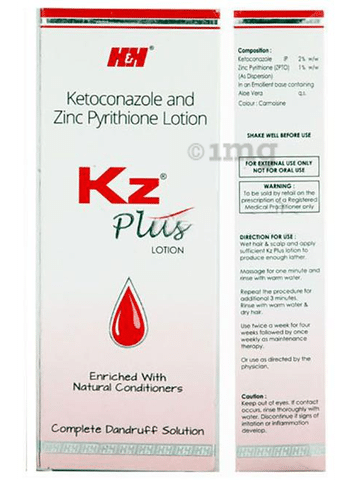 H&H®
Ketoconazole and
Zinc Pyrithione Lotion
1mg
Kz®
Plus
LOTION
Enriched With
Natural Conditioners
Complete Dandruff Solution
Composition :
Ketoconazole IP 2% w/w
Zinc Pyrithione (ZPTO) 1% w/w
(As Dispersion)
In an Emollient base containing
Aloe Vera q.s.
Colour : Carmoisine
SHAKE WELL BEFORE USE
FOR EXTERNAL USE ONLY
NOT FOR ORAL USE
WARNING :
To be sold by retail on the
prescription of a Registered
Medical Practitioner only
DIRECTION FOR USE :
Wet hair & scalp and apply
sufficient Kz Plus lotion to
produce enough lather.
Massage for one minute and
rinse with warm water.
Repeat the procedure for
additional 3 minutes.
Rinse with warm water &
dry hair.
Use twice a week for four
weeks followed by once
weekly as maintenance
therapy.
Or use as directed by the
physician.
Caution :
Keep out of eyes. If contact
occurs, rinse thoroughly with
water. Discontinue if signs of
irritation or inflammation
develop.